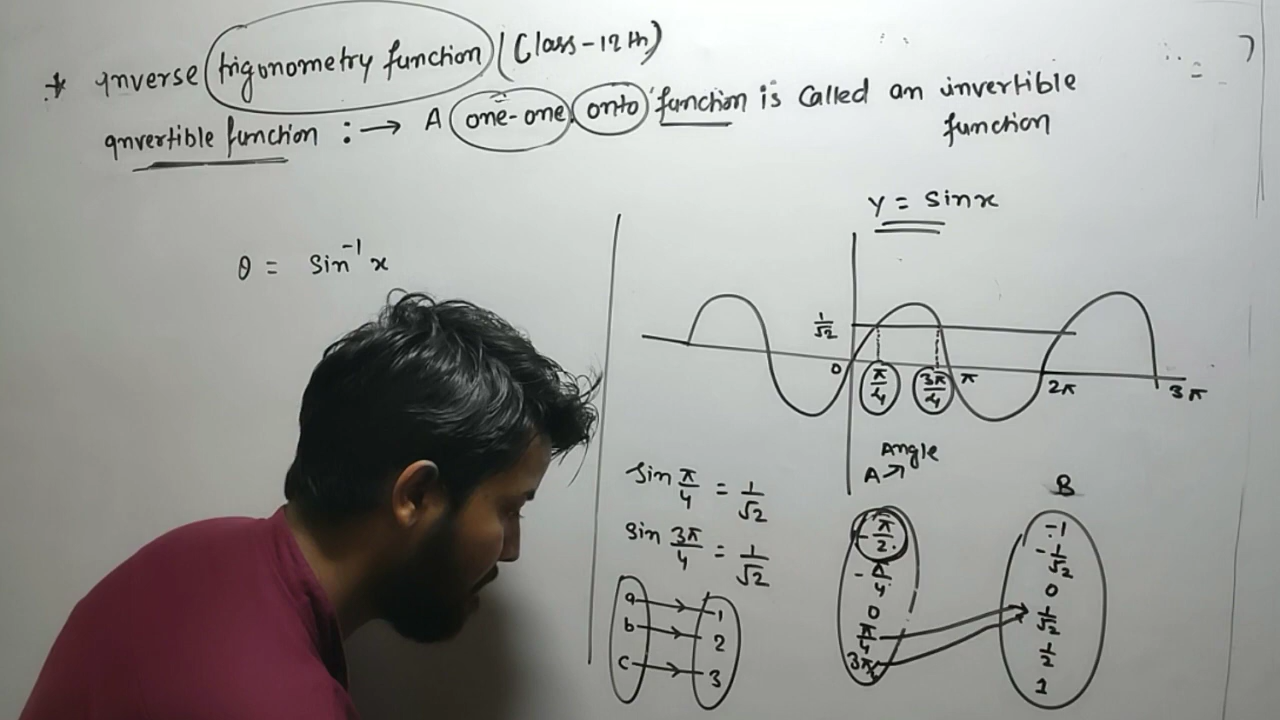 * Inverse trigonometry function (Class-12th)
Invertible function :→ A one-one, onto function is called an invertible function
θ = sin⁻¹ x
y = sinx
1/√2
0 π/4 3π/4 π 2π 3π
sin π/4 = 1/√2
sin 3π/4 = 1/√2
a → 1
b → 2
c → 3
Angle
A→
-π/2
-π/4
0
π/4
3π/4
B
-1
-1/√2
0
1/√2
1/2
1